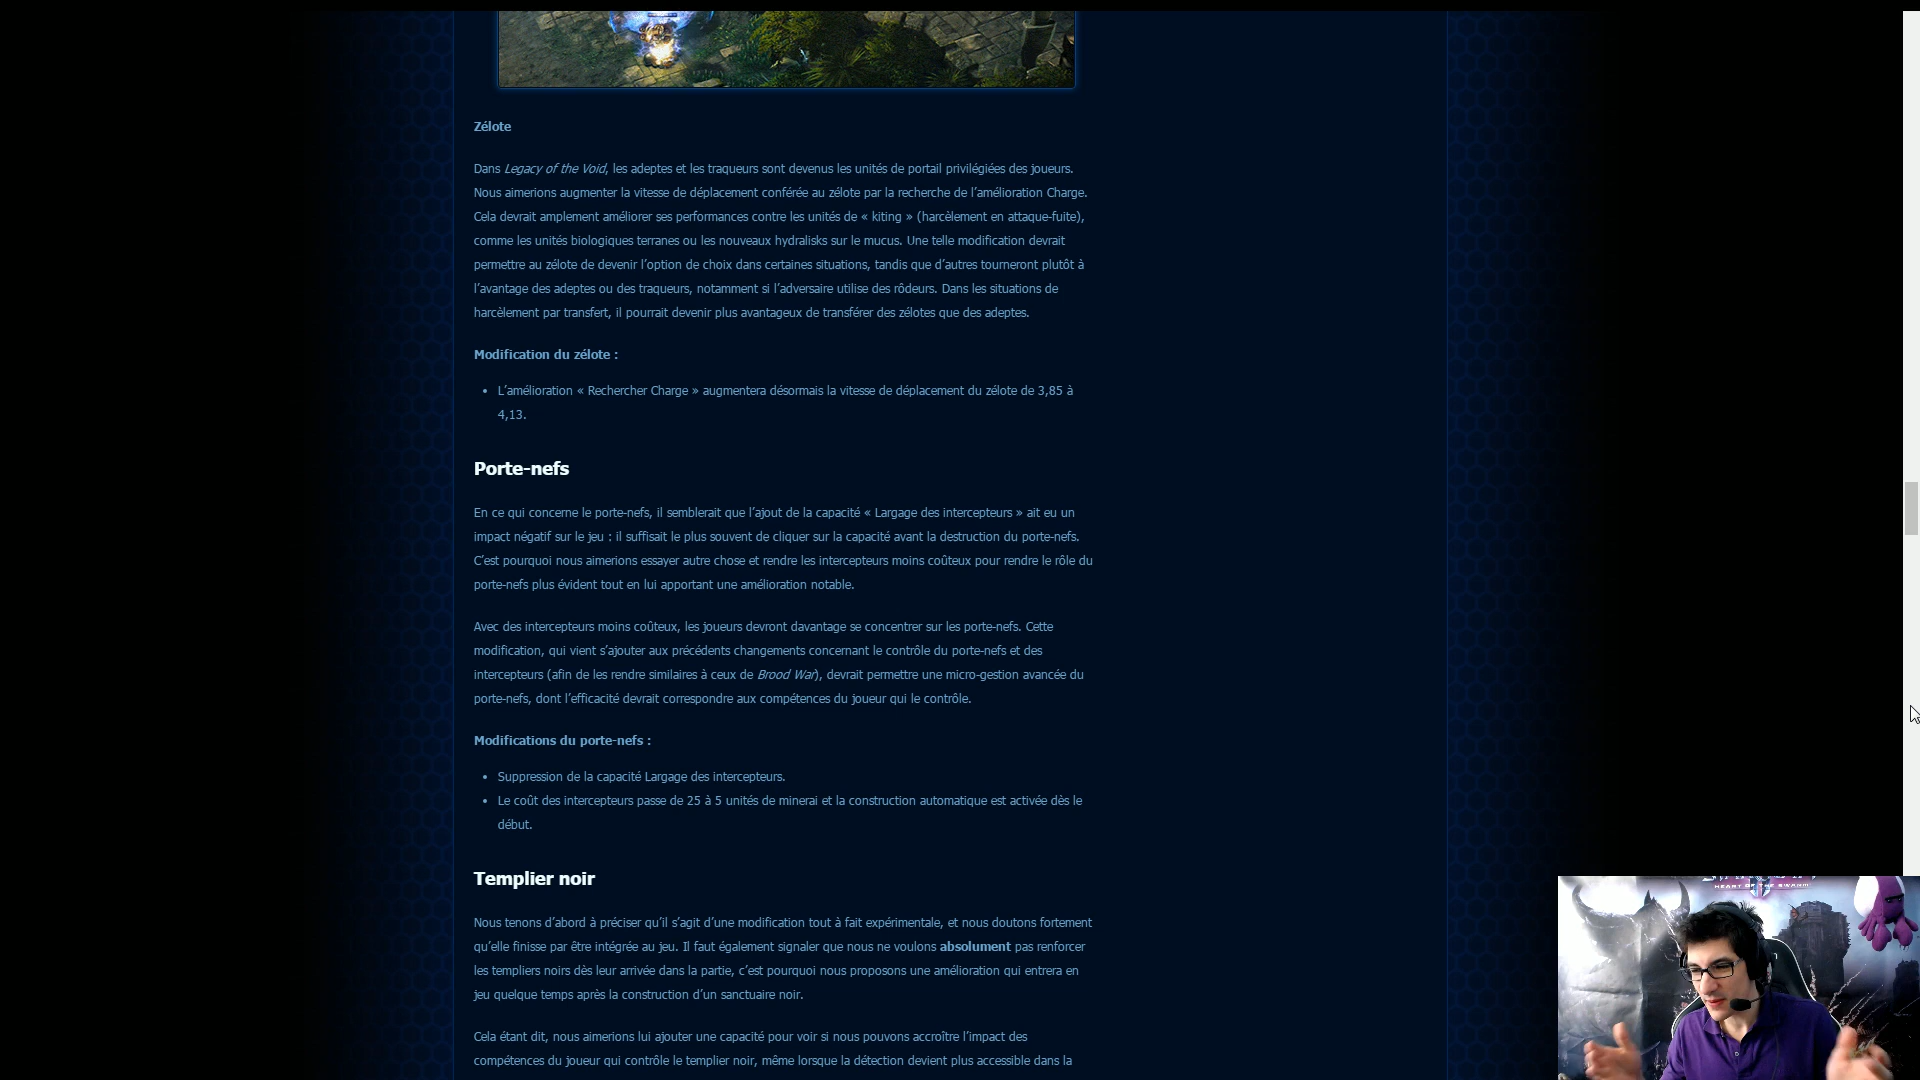 Zélote
Dans Legacy of the Void, les adeptes et les traqueurs sont devenus les unités de portail privilégiées des joueurs.
Nous aimerions augmenter la vitesse de déplacement conférée au zélote par la recherche de l’amélioration Charge.
Cela devrait amplement améliorer ses performances contre les unités de « kiting » (harcèlement en attaque-fuite),
comme les unités biologiques terranes ou les nouveaux hydralisks sur le mucus. Une telle modification devrait
permettre au zélote de devenir l’option de choix dans certaines situations, tandis que d’autres tourneront plutôt à
l’avantage des adeptes ou des traqueurs, notamment si l’adversaire utilise des rôdeurs. Dans les situations de
harcèlement par transfert, il pourrait devenir plus avantageux de transférer des zélotes que des adeptes.
Modification du zélote :
• L’amélioration « Rechercher Charge » augmentera désormais la vitesse de déplacement du zélote de 3,85 à
4,13.
Porte-nefs
En ce qui concerne le porte-nefs, il semblerait que l’ajout de la capacité « Largage des intercepteurs » ait eu un
impact négatif sur le jeu : il suffisait le plus souvent de cliquer sur la capacité avant la destruction du porte-nefs.
C’est pourquoi nous aimerions essayer autre chose et rendre les intercepteurs moins coûteux pour rendre le rôle du
porte-nefs plus évident tout en lui apportant une amélioration notable.
Avec des intercepteurs moins coûteux, les joueurs devront davantage se concentrer sur les porte-nefs. Cette
modification, qui vient s’ajouter aux précédents changements concernant le contrôle du porte-nefs et des
intercepteurs (afin de les rendre similaires à ceux de Brood War), devrait permettre une micro-gestion avancée du
porte-nefs, dont l’efficacité devrait correspondre aux compétences du joueur qui le contrôle.
Modifications du porte-nefs :
• Suppression de la capacité Largage des intercepteurs.
• Le coût des intercepteurs passe de 25 à 5 unités de minerai et la construction automatique est activée dès le
début.
Templier noir
Nous tenons d’abord à préciser qu’il s’agit d’une modification tout à fait expérimentale, et nous doutons fortement
qu’elle finisse par être intégrée au jeu. Il faut également signaler que nous ne voulons absolument pas renforcer
les templiers noirs dès leur arrivée dans la partie, c’est pourquoi nous proposons une amélioration qui entrera en
jeu quelque temps après la construction d’un sanctuaire noir.
Cela étant dit, nous aimerions lui ajouter une capacité pour voir si nous pouvons accroître l’impact des
compétences du joueur qui contrôle le templier noir, même lorsque la détection devient plus accessible dans la
HEART OF THE SWARM